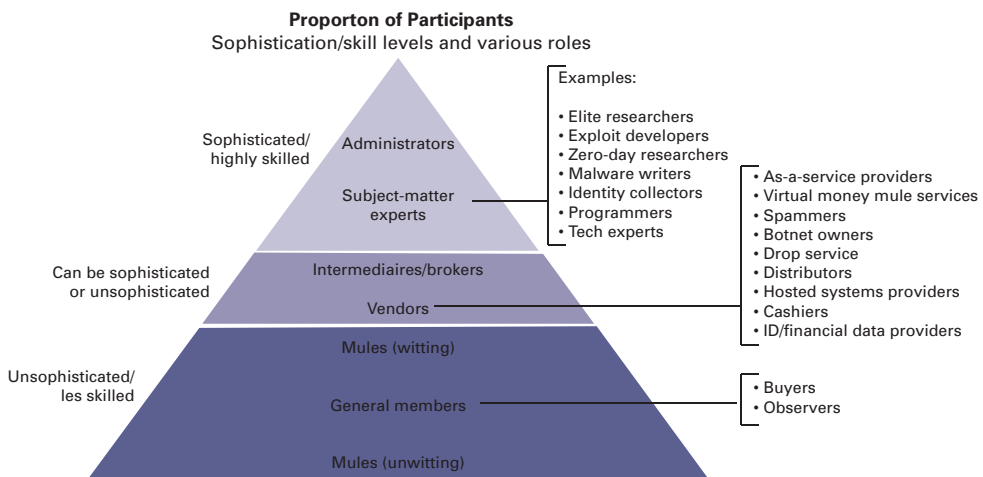 Proporton of Participants
Sophistication/skill levels and various roles
Sophisticated/
highly skilled
Administrators
Subject-matter
experts
Examples:
• Elite researchers
• Exploit developers
• Zero-day researchers
• Malware writers
• Identity collectors
• Programmers
• Tech experts
Can be sophisticated
or unsophisticated
Intermediaires/brokers
Vendors
• As-a-service providers
• Virtual money mule services
• Spammers
• Botnet owners
• Drop service
• Distributors
• Hosted systems providers
• Cashiers
• ID/financial data providers
Unsophisticated/
les skilled
Mules (witting)
General members
Mules (unwitting)
• Buyers
• Observers